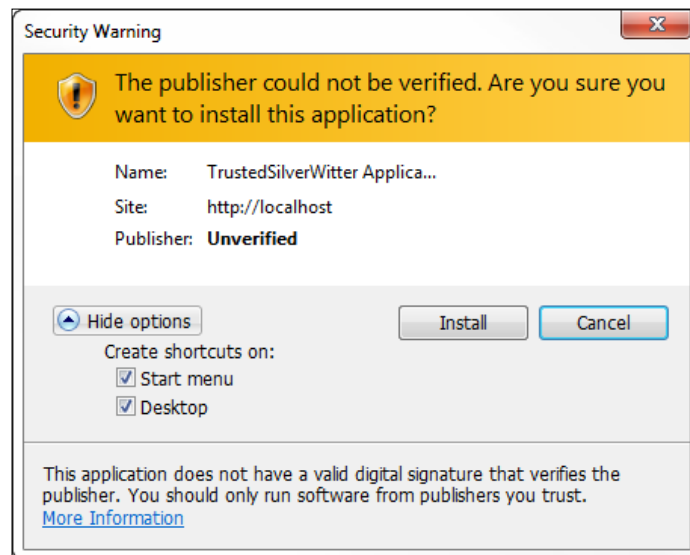 Security Warning
The publisher could not be verified. Are you sure you
want to install this application?
Name: TrustedSilverWitter Applica...
Site: http://localhost
Publisher: Unverified
Hide options
Install
Cancel
Create shortcuts on:
Start menu
Desktop
This application does not have a valid digital signature that verifies the
publisher. You should only run software from publishers you trust.
More Information